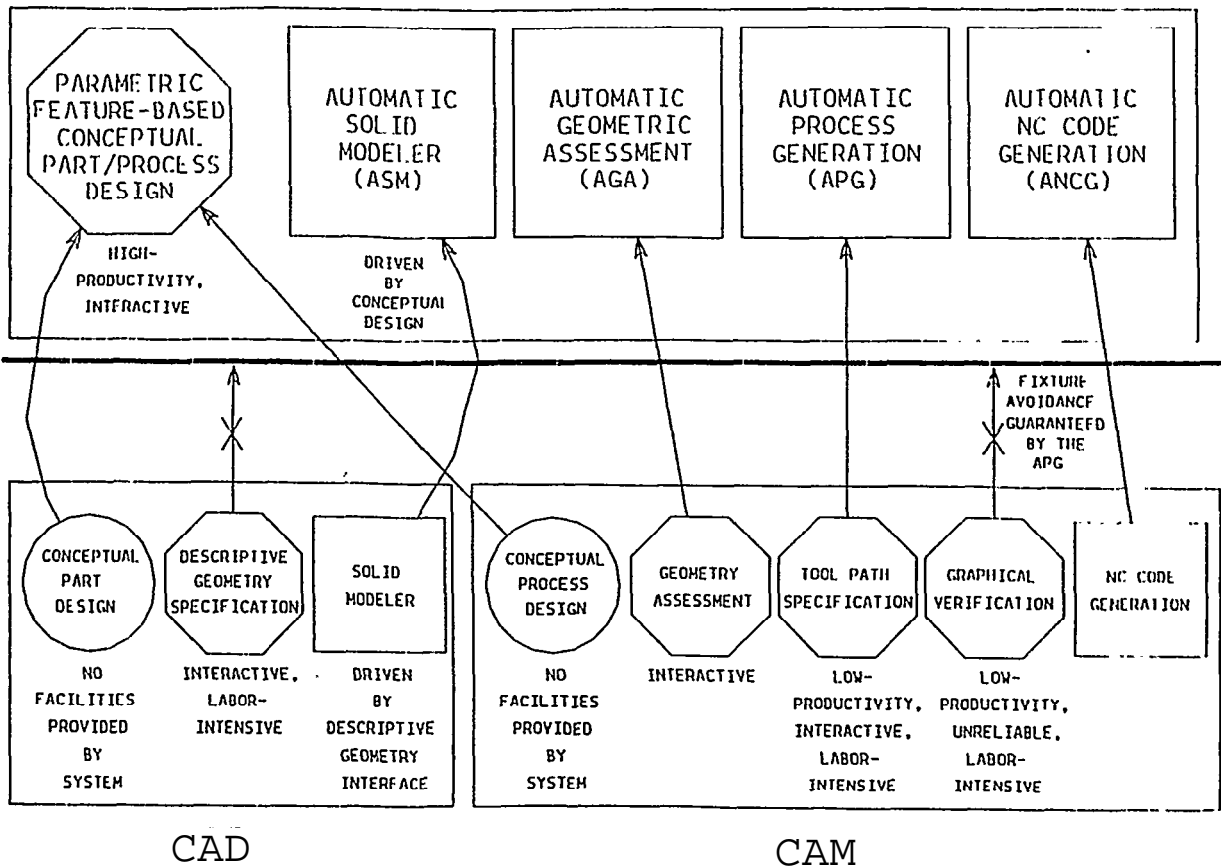 PARAMETRIC
FEATURE-BASED
CONCEPTUAL
PART/PROCESS
DESIGN
HIGH-
PRODUCTIVITY,
INTERACTIVE
AUTOMATIC
SOLID
MODELER
(ASM)
DRIVEN
BY
CONCEPTUAL
DESIGN
AUTOMATIC
GEOMETRIC
ASSESSMENT
(AGA)
AUTOMATIC
PROCESS
GENERATION
(APG)
AUTOMATIC
NC CODE
GENERATION
(ANCG)
FIXTURE
AVOIDANCE
GUARANTEED
BY THE
APG
CONCEPTUAL
PART
DESIGN
NO
FACILITIES
PROVIDED
BY
SYSTEM
DESCRIPTIVE
GEOMETRY
SPECIFICATION
INTERACTIVE,
LABOR-
INTENSIVE
SOLID
MODELER
DRIVEN
BY
DESCRIPTIVE
GEOMETRY
INTERFACE
CONCEPTUAL
PROCESS
DESIGN
NO
FACILITIES
PROVIDED
BY
SYSTEM
GEOMETRY
ASSESSMENT
INTERACTIVE
TOOL PATH
SPECIFICATION
LOW-
PRODUCTIVITY,
INTERACTIVE,
LABOR-
INTENSIVE
GRAPHICAL
VERIFICATION
LOW-
PRODUCTIVITY,
UNRELIABLE,
LABOR-
INTENSIVE
NC CODE
GENERATION
CAD
CAM